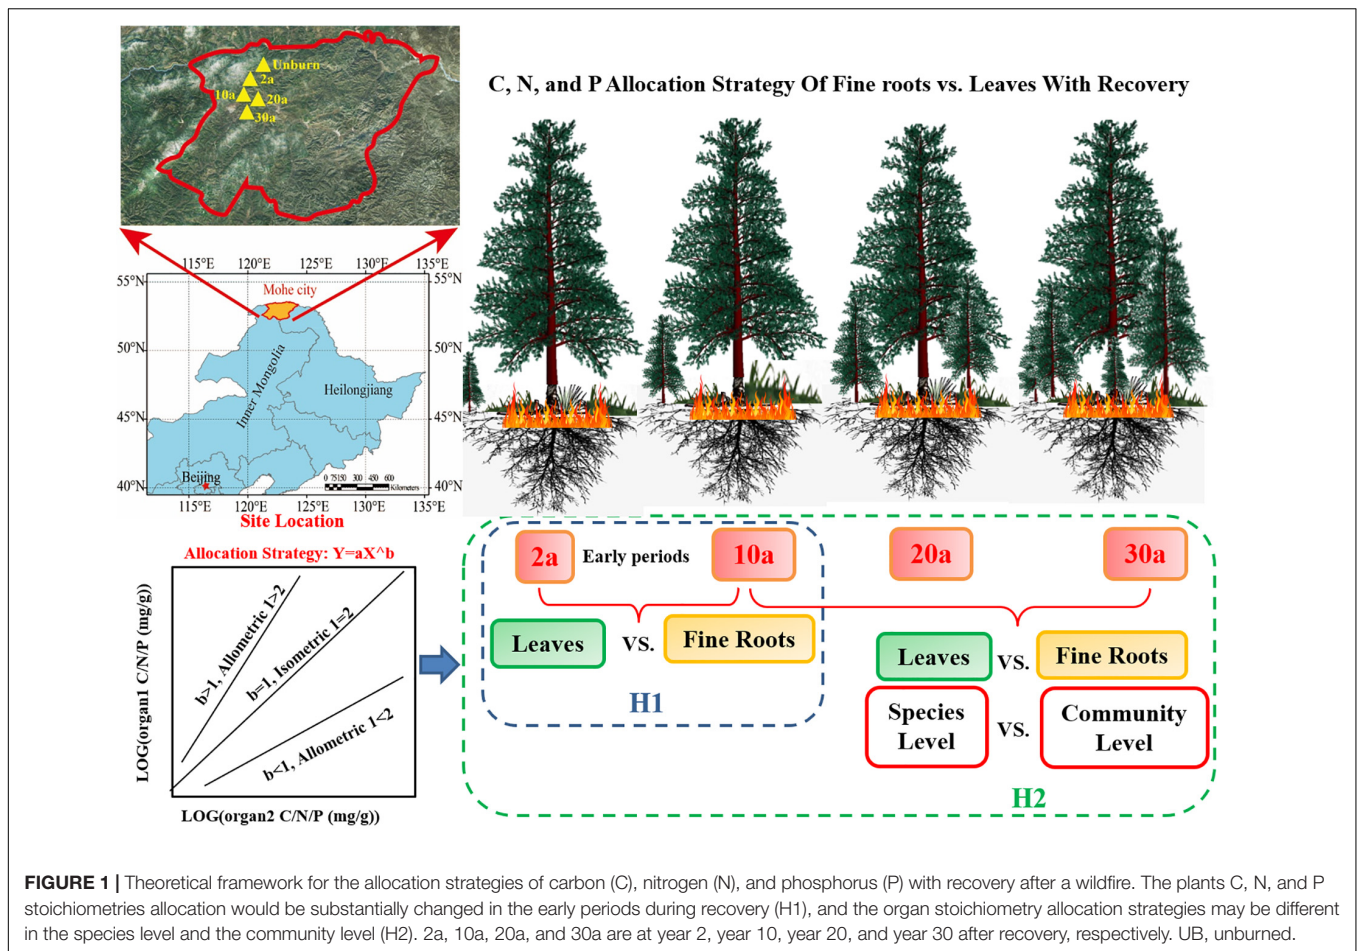 Unburn
2a
10a
20a
30a
C, N, and P Allocation Strategy Of Fine roots vs. Leaves With Recovery
115°E 120°E 125°E 130°E 135°E
55°N 55°N
Mohe city
50°N 50°N
Inner Mongolia
Heilongjiang
45°N 45°N
Beijing
0 75 150 300 450 600
Kilometers
40°N 40°N
115°E 120°E 125°E 130°E 135°E
Site Location
Allocation Strategy: Y=aX^b
LOG(organ1 C/N/P (mg/g))
b>1, Allometric 1>2
b=1, Isometric 1=2
b<1, Allometric 1<2
LOG(organ2 C/N/P (mg/g))
2a Early periods 10a 20a 30a
Leaves VS. Fine Roots
H1
Leaves VS. Fine Roots
Species Level VS. Community Level
H2
FIGURE 1 | Theoretical framework for the allocation strategies of carbon (C), nitrogen (N), and phosphorus (P) with recovery after a wildfire. The plants C, N, and P
stoichiometries allocation would be substantially changed in the early periods during recovery (H1), and the organ stoichiometry allocation strategies may be different
in the species level and the community level (H2). 2a, 10a, 20a, and 30a are at year 2, year 10, year 20, and year 30 after recovery, respectively. UB, unburned.